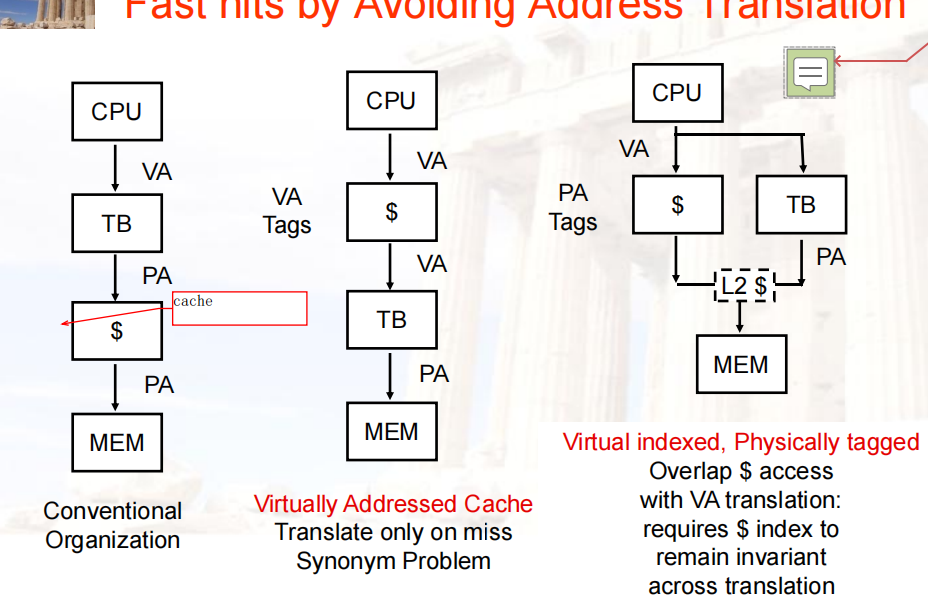 Fast hits by Avoiding Address Translation
CPU
VA
TB
PA
cache
$
PA
MEM
Conventional
Organization
CPU
VA
VA
Tags
$
VA
TB
PA
MEM
Virtually Addressed Cache
Translate only on miss
Synonym Problem
CPU
VA
PA
Tags
$
TB
PA
L2 $
MEM
Virtual indexed, Physically tagged
Overlap $ access
with VA translation:
requires $ index to
remain invariant
across translation